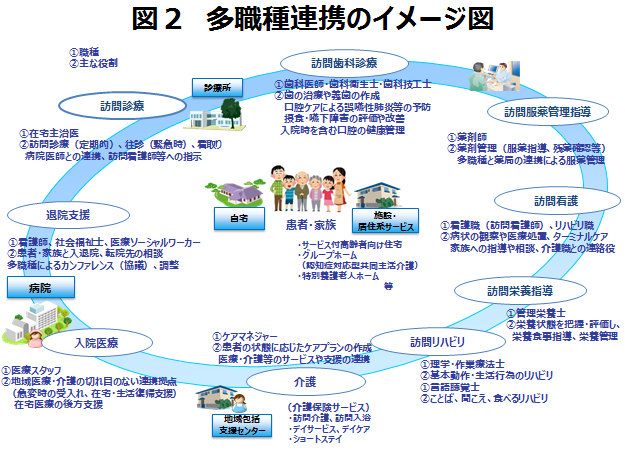 図２ 多職種連携のイメージ図
①職種
②主な役割
診療所
訪問診療
①在宅主治医
②訪問診療（定期的）、往診（緊急時）、看取り
病院医師との連携、訪問看護師等への指示
訪問歯科診療
①歯科医師・歯科衛生士・歯科技工士
②歯の治療や義歯の作成
口腔ケアによる誤嚥性肺炎等の予防
摂食・嚥下障害の評価や改善
入院時を含む口腔の健康管理
訪問服薬管理指導
①薬剤師
②薬剤管理（服薬指導、残薬確認等）
多職種と薬局の連携による服薬管理
訪問看護
①看護職（訪問看護師）、リハビリ職
②病状の観察や医療処置、ターミナルケア
家族への指導や相談、介護職との連絡役
訪問栄養指導
①管理栄養士
②栄養状態を把握・評価し、
栄養食事指導、栄養管理
訪問リハビリ
①理学・作業療法士
②基本動作・生活行為のリハビリ
①言語聴覚士
②ことば、聞こえ、食べるリハビリ
①ケアマネジャー
②患者の状態に応じたケアプランの作成
医療・介護等のサービスや支援の連携
介護
（介護保険サービス）
・訪問介護、訪問入浴
・デイサービス、デイケア
・ショートステイ
地域包括
支援センター
入院医療
①医療スタッフ
②地域医療・介護の切れ目のない連携拠点
（急変時の受入れ、在宅・生活復帰支援）
在宅医療の後方支援
病院
退院支援
①看護師、社会福祉士、医療ソーシャルワーカー
②患者・家族と入退院、転院先の相談
多職種によるカンファレンス（協議）、調整
自宅
患者・家族
施設・
居住系サービス
・サービス付高齢者向け住宅
・グループホーム
（認知症対応型共同生活介護）
・特別養護老人ホーム
等